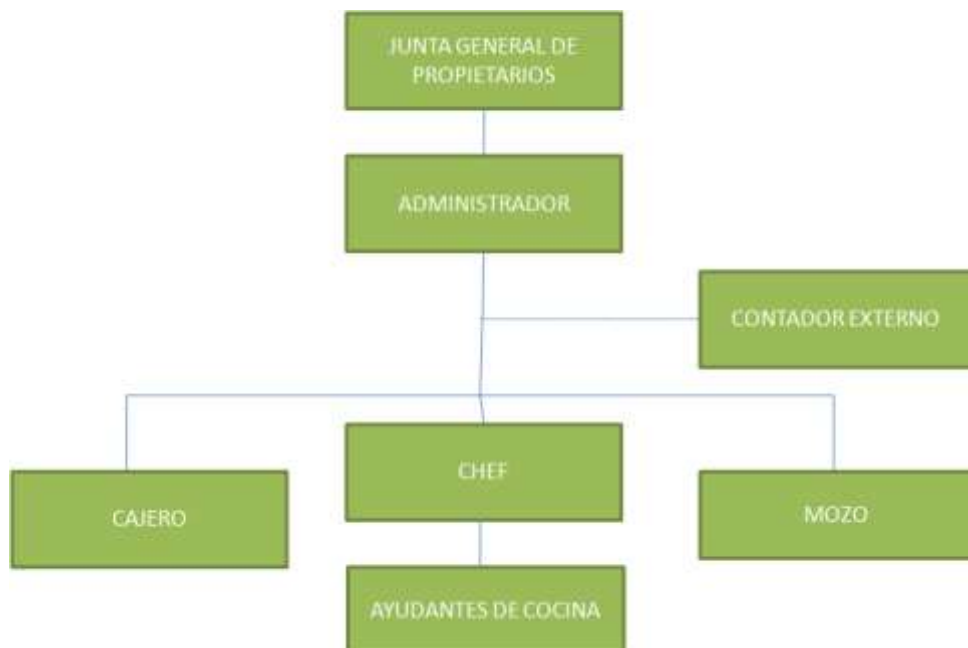 JUNTA GENERAL DE
PROPIETARIOS
ADMINISTRADOR
CONTADOR EXTERNO
CAJERO
CHEF
MOZO
AYUDANTES DE COCINA